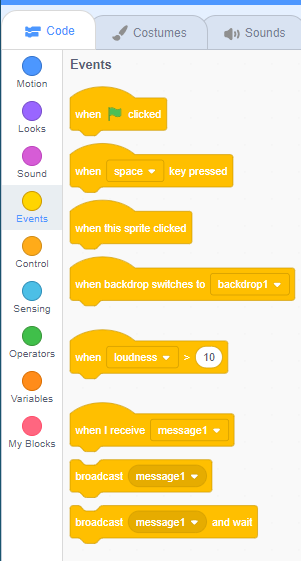 Code
Costumes
Sounds
Motion
Looks
Sound
Events
Control
Sensing
Operators
Variables
My Blocks
Events
when clicked
when space key pressed
when this sprite clicked
when backdrop switches to backdrop1
when loudness > 10
when I receive message1
broadcast message1
broadcast message1 and wait